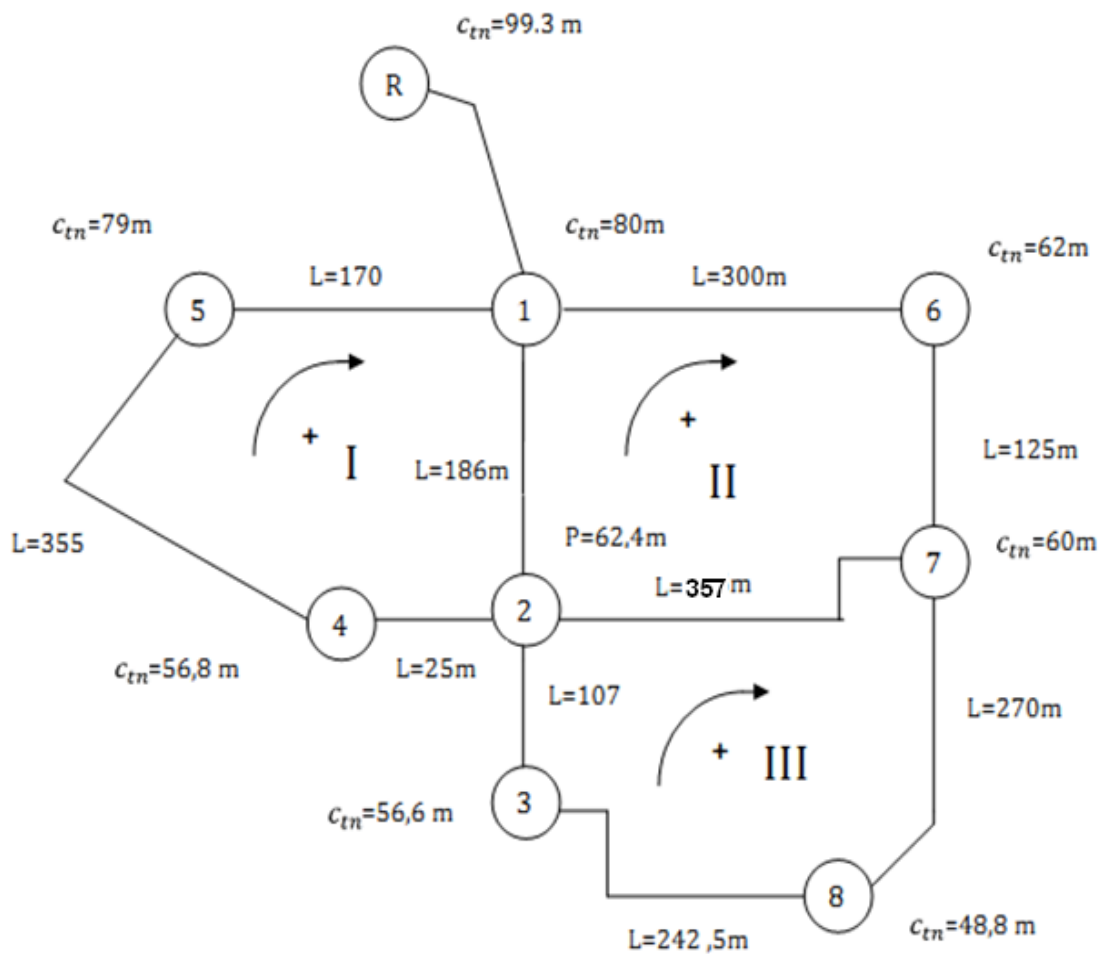 c_tn=99.3 m
R
c_tn=79m
c_tn=80m
c_tn=62m
L=170
L=300m
5
1
6
+
I
+
II
L=186m
L=125m
P=62,4m
c_tn=60m
L=355
L=357 m
7
4
2
c_tn=56,8 m
L=25m
L=107
L=270m
+
III
c_tn=56,6 m
3
8
L=242 ,5m
c_tn=48,8 m